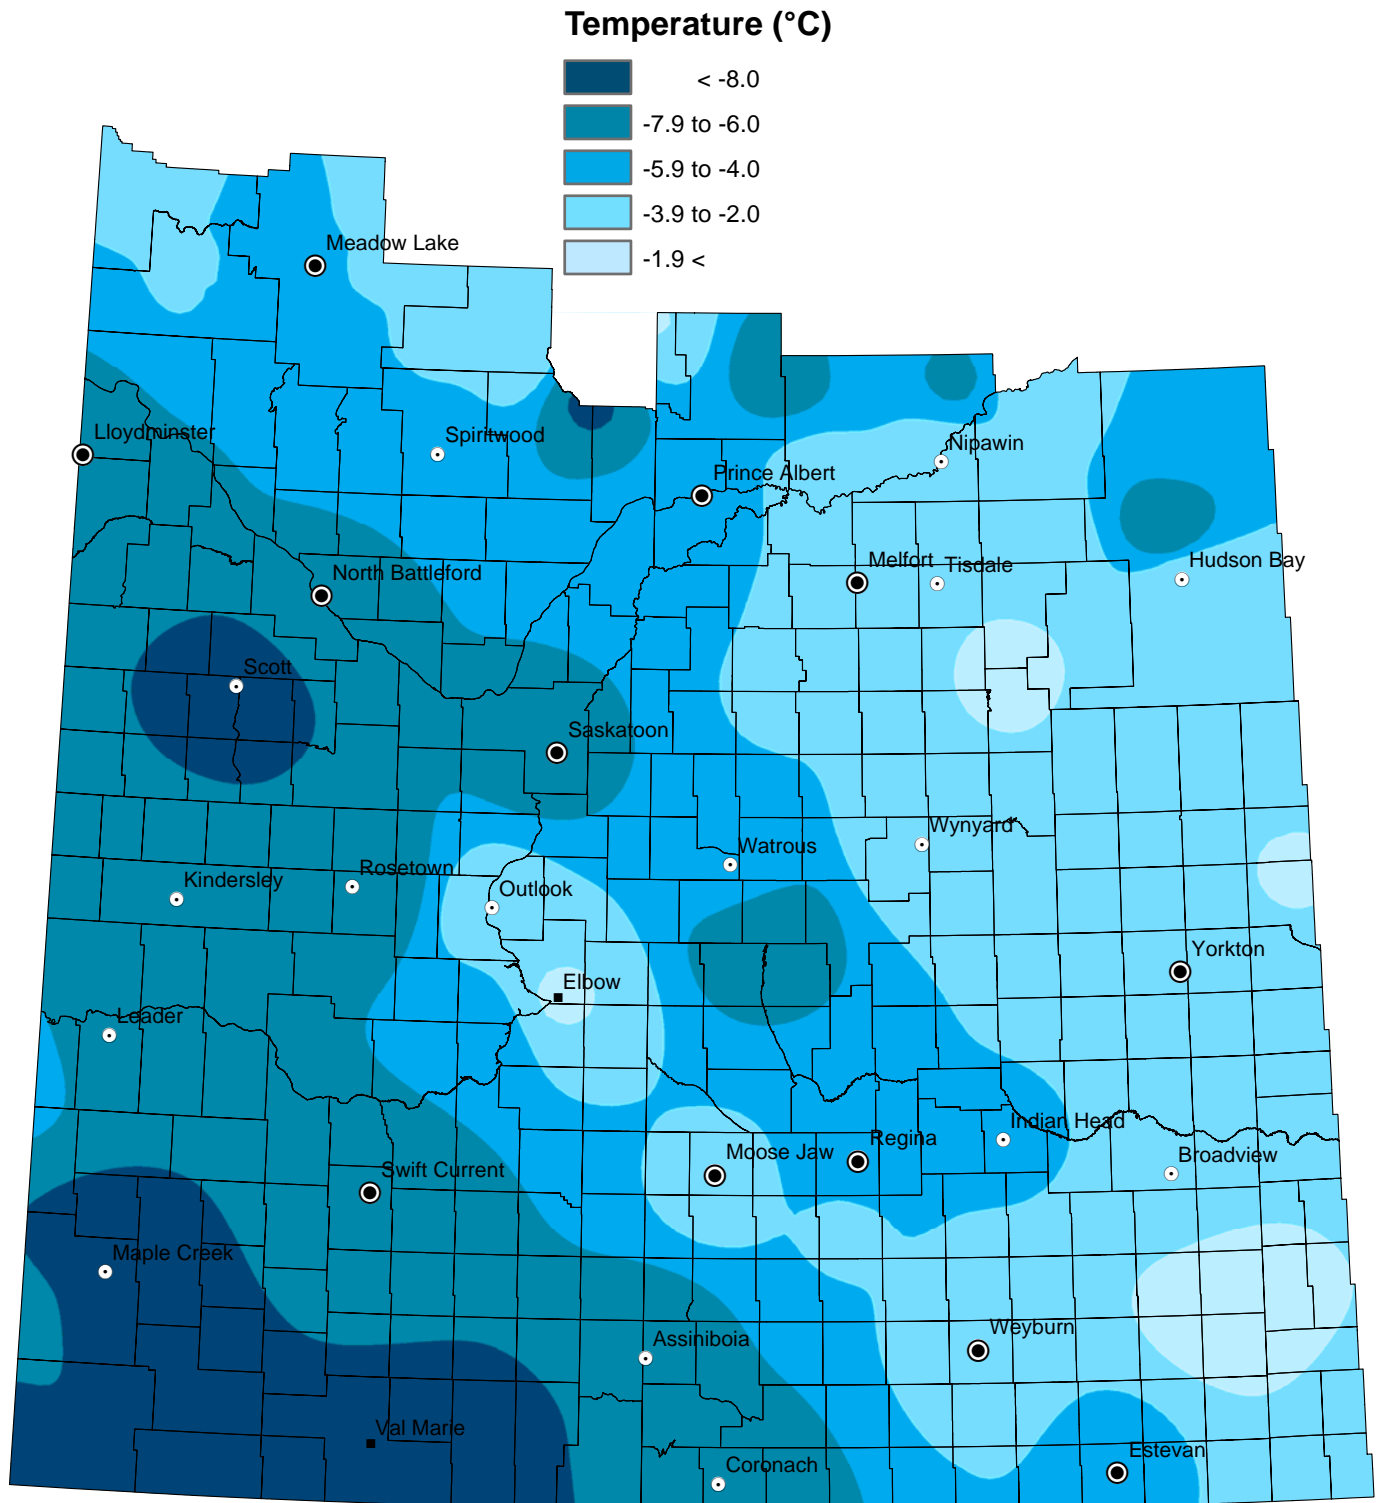 Temperature (°C)
< -8.0
-7.9 to -6.0
-5.9 to -4.0
-3.9 to -2.0
-1.9 <
Meadow Lake
Lloydminster
Spiritwood
Nipawin
Prince Albert
Melfort
Tisdale
Hudson Bay
North Battleford
Scott
Saskatoon
Wynyard
Watrous
Rosetown
Kindersley
Outlook
Yorkton
Elbow
Leader
Indian Head
Regina
Moose Jaw
Broadview
Swift Current
Maple Creek
Weyburn
Assiniboia
Val Marie
Estevan
Coronach